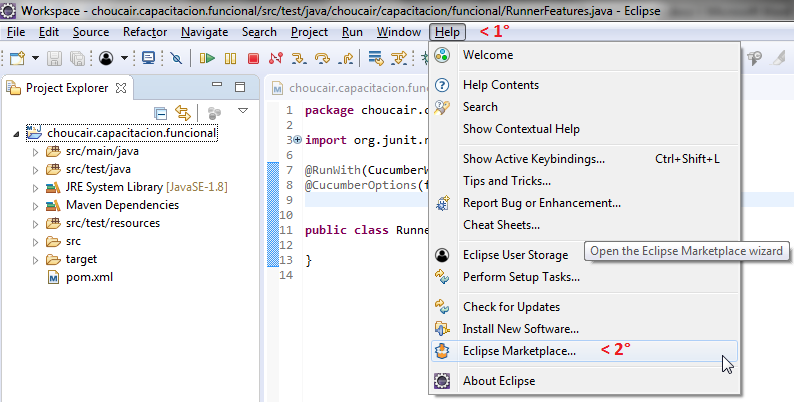 Workspace - choucair.capacitacion.funcional/src/test/java/choucair/capacitacion/funcional/RunnerFeatures.java - Eclipse
File Edit Source Refactor Navigate Search Project Run Window Help < 1°
Project Explorer
choucair.capacitacion.funcional
src/main/java
src/test/java
JRE System Library [JavaSE-1.8]
Maven Dependencies
src/test/resources
src
target
pom.xml
choucair.capacitacion.func
1 package choucair.c
2
3 import org.junit.r
6
7 @RunWith(CucumberW
8 @CucumberOptions(f
9
10
11 public class Runne
12
13 }
14
Welcome
Help Contents
Search
Show Contextual Help
Show Active Keybindings... Ctrl+Shift+L
Tips and Tricks...
Report Bug or Enhancement...
Cheat Sheets...
Eclipse User Storage
Open the Eclipse Marketplace wizard
Perform Setup Tasks...
Check for Updates
Install New Software...
Eclipse Marketplace... < 2°
About Eclipse